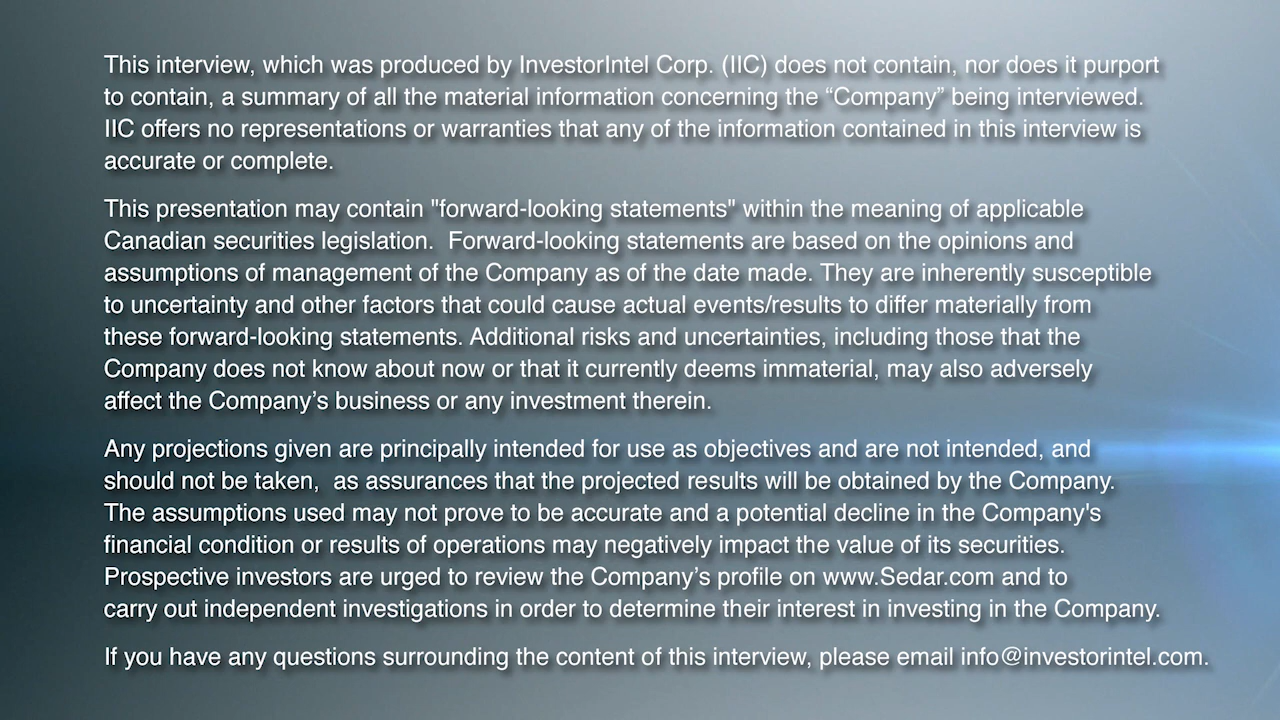 This interview, which was produced by InvestorIntel Corp. (IIC) does not contain, nor does it purport
to contain, a summary of all the material information concerning the “Company” being interviewed.
IIC offers no representations or warranties that any of the information contained in this interview is
accurate or complete.
This presentation may contain "forward-looking statements" within the meaning of applicable
Canadian securities legislation.  Forward-looking statements are based on the opinions and
assumptions of management of the Company as of the date made. They are inherently susceptible
to uncertainty and other factors that could cause actual events/results to differ materially from
these forward-looking statements. Additional risks and uncertainties, including those that the
Company does not know about now or that it currently deems immaterial, may also adversely
affect the Company’s business or any investment therein.
Any projections given are principally intended for use as objectives and are not intended, and
should not be taken,  as assurances that the projected results will be obtained by the Company.
The assumptions used may not prove to be accurate and a potential decline in the Company's
financial condition or results of operations may negatively impact the value of its securities.
Prospective investors are urged to review the Company’s profile on www.Sedar.com and to
carry out independent investigations in order to determine their interest in investing in the Company.
If you have any questions surrounding the content of this interview, please email info@investorintel.com.